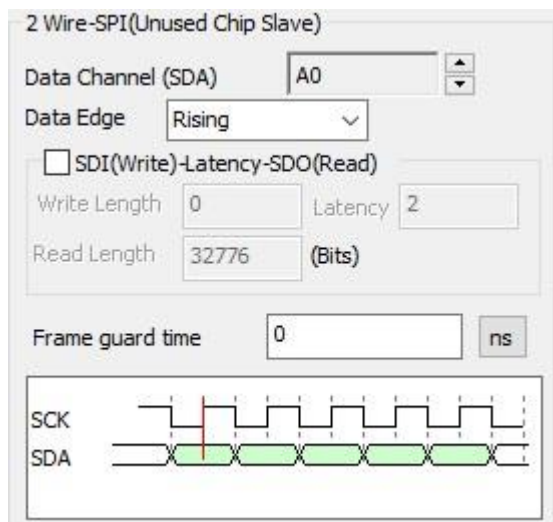 2 Wire-SPI(Unused Chip Slave)
Data Channel (SDA) A0
Data Edge Rising
SDI(Write)-Latency-SDO(Read)
Write Length 0 Latency 2
Read Length 32776 (Bits)
Frame guard time 0 ns
SCK
SDA